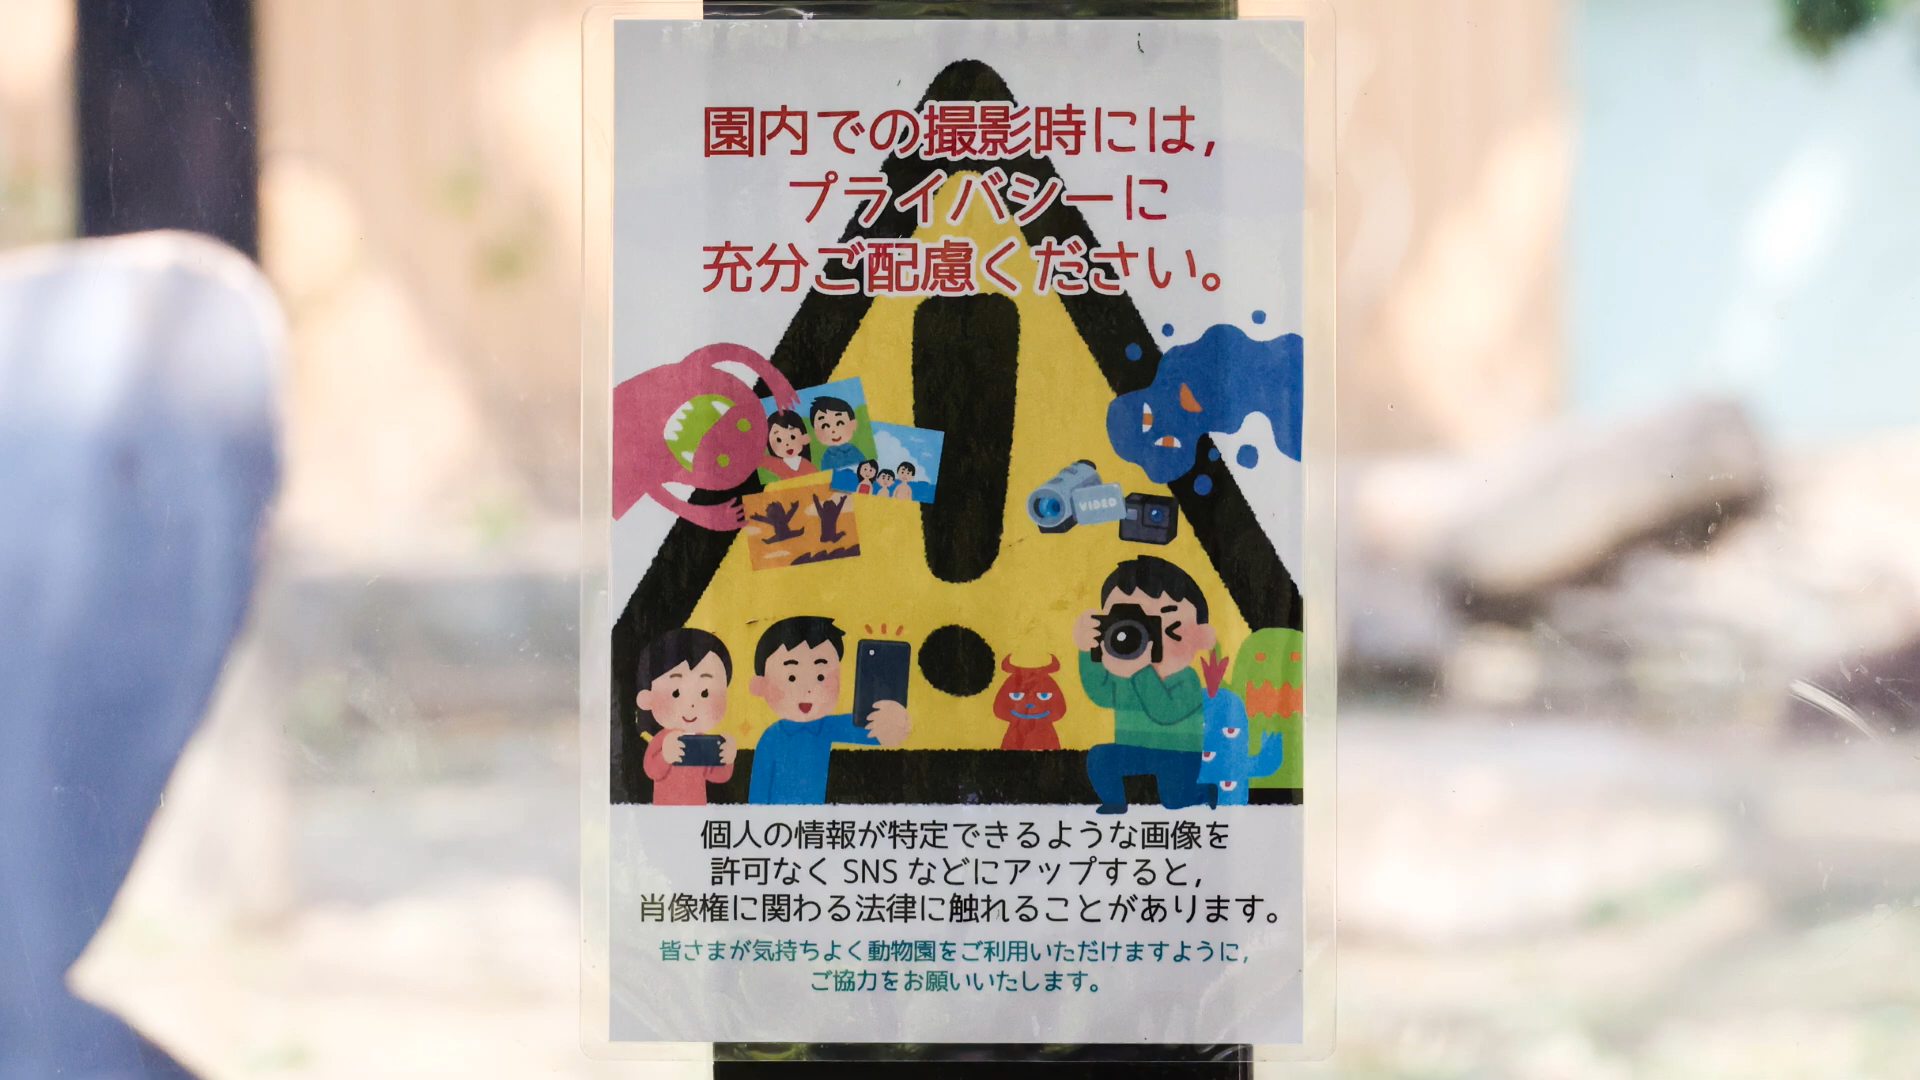 園内での撮影時には,
プライバシーに
充分ご配慮ください。
VIDEO
個人の情報が特定できるような画像を
許可なく SNS などにアップすると,
肖像権に関わる法律に触れることがあります。
皆さまが気持ちよく動物園をご利用いただけますように,
ご協力をお願いいたします。